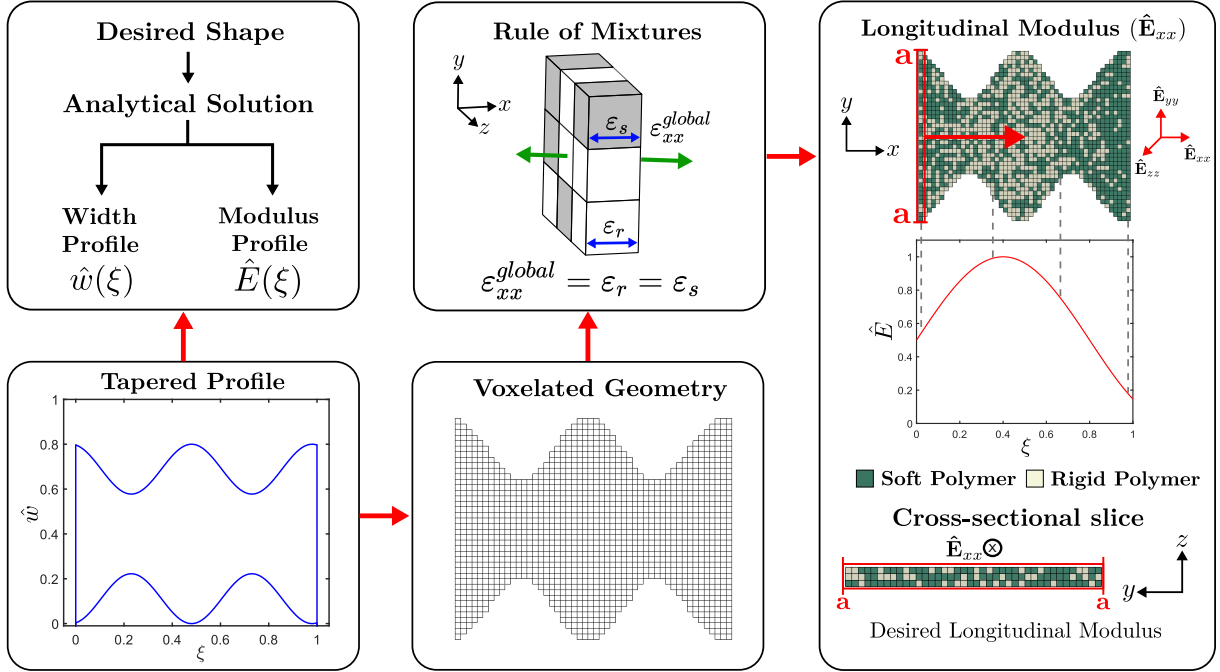 Desired Shape
Analytical Solution
Width
Profile
ŵ(ξ)
Modulus
Profile
Ê(ξ)
Tapered Profile
1
0.8
0.6
0.4
0.2
0
ŵ
0 0.2 0.4 0.6 0.8 1
ξ
Rule of Mixtures
y
x
z
ε_s
ε_xx^global
ε_r
ε_xx^global = ε_r = ε_s
Voxelated Geometry
Longitudinal Modulus (Ê_xx)
a
a
y
x
Ê_yy
Ê_xx
Ê_zz
1
0.8
0.6
0.4
0.2
0
Ê
0 0.2 0.4 0.6 0.8 1
ξ
Soft Polymer Rigid Polymer
Cross-sectional slice
Ê_xx ⓧ
z
y
a a
Desired Longitudinal Modulus